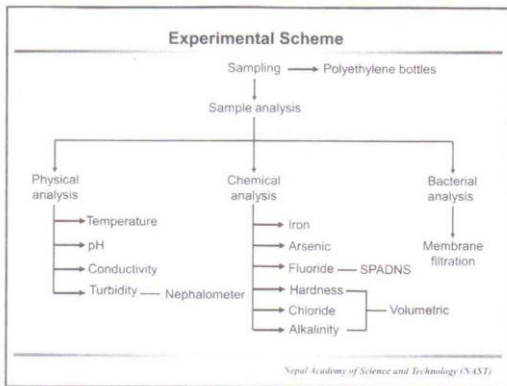 Experimental Scheme
Sampling Polyethylene bottles
Sample analysis
Physical analysis
Temperature
pH
Conductivity
Turbidity Nephalometer
Chemical analysis
Iron
Arsenic
Fluoride SPADNS
Hardness
Chloride
Alkalinity
Volumetric
Bacterial analysis
Membrane filtration
Nepal Academy of Science and Technology (NAST)